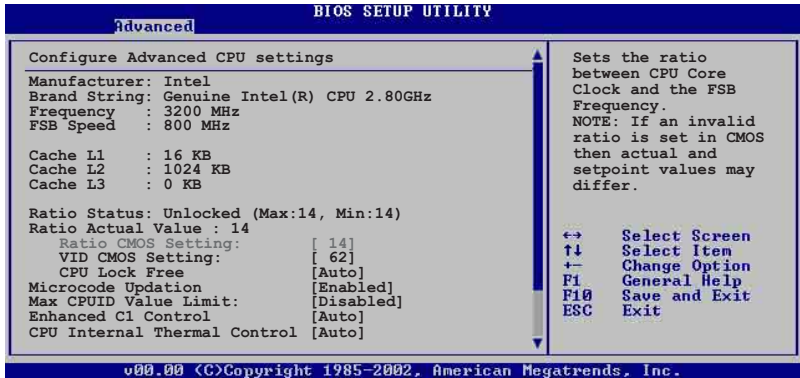 BIOS SETUP UTILITY
Advanced
Configure Advanced CPU settings
Manufacturer: Intel
Brand String: Genuine Intel(R) CPU 2.80GHz
Frequency : 3200 MHz
FSB Speed : 800 MHz
Cache L1 : 16 KB
Cache L2 : 1024 KB
Cache L3 : 0 KB
Ratio Status: Unlocked (Max:14, Min:14)
Ratio Actual Value : 14
Ratio CMOS Setting: [ 14]
VID CMOS Setting: [ 62]
CPU Lock Free [Auto]
Microcode Updation [Enabled]
Max CPUID Value Limit: [Disabled]
Enhanced C1 Control [Auto]
CPU Internal Thermal Control [Auto]
Sets the ratio
between CPU Core
Clock and the FSB
Frequency.
NOTE: If an invalid
ratio is set in CMOS
then actual and
setpoint values may
differ.
←→ Select Screen
↑↓ Select Item
+- Change Option
F1 General Help
F10 Save and Exit
ESC Exit
v00.00 (C)Copyright 1985-2002, American Megatrends, Inc.